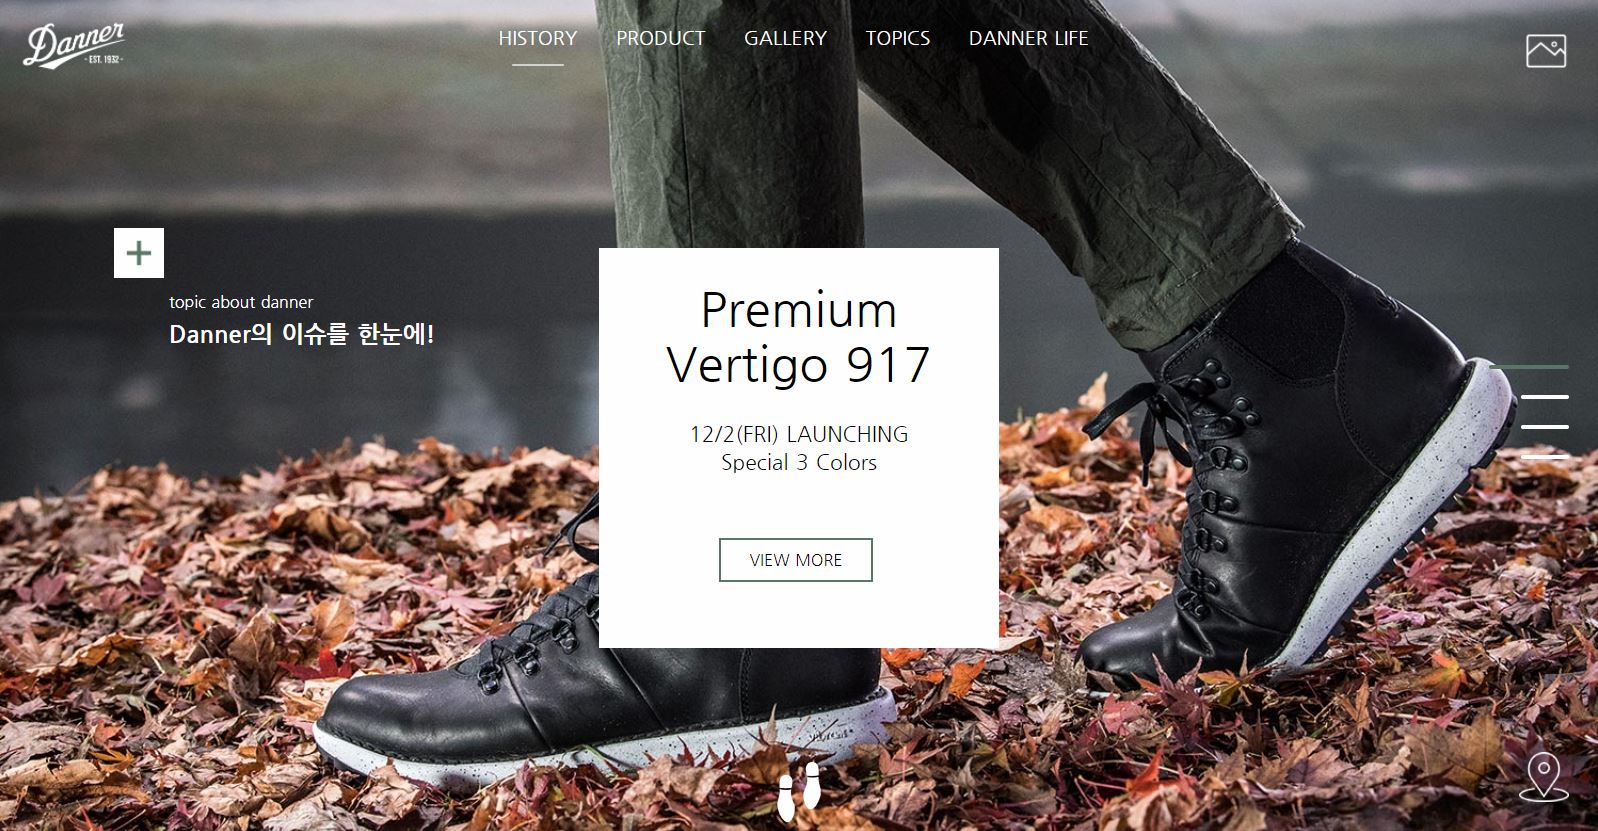 Danner
- EST. 1932 -
HISTORY PRODUCT GALLERY TOPICS DANNER LIFE
topic about danner
Danner의 이슈를 한눈에!
Premium
Vertigo 917
12/2(FRI) LAUNCHING
Special 3 Colors
VIEW MORE